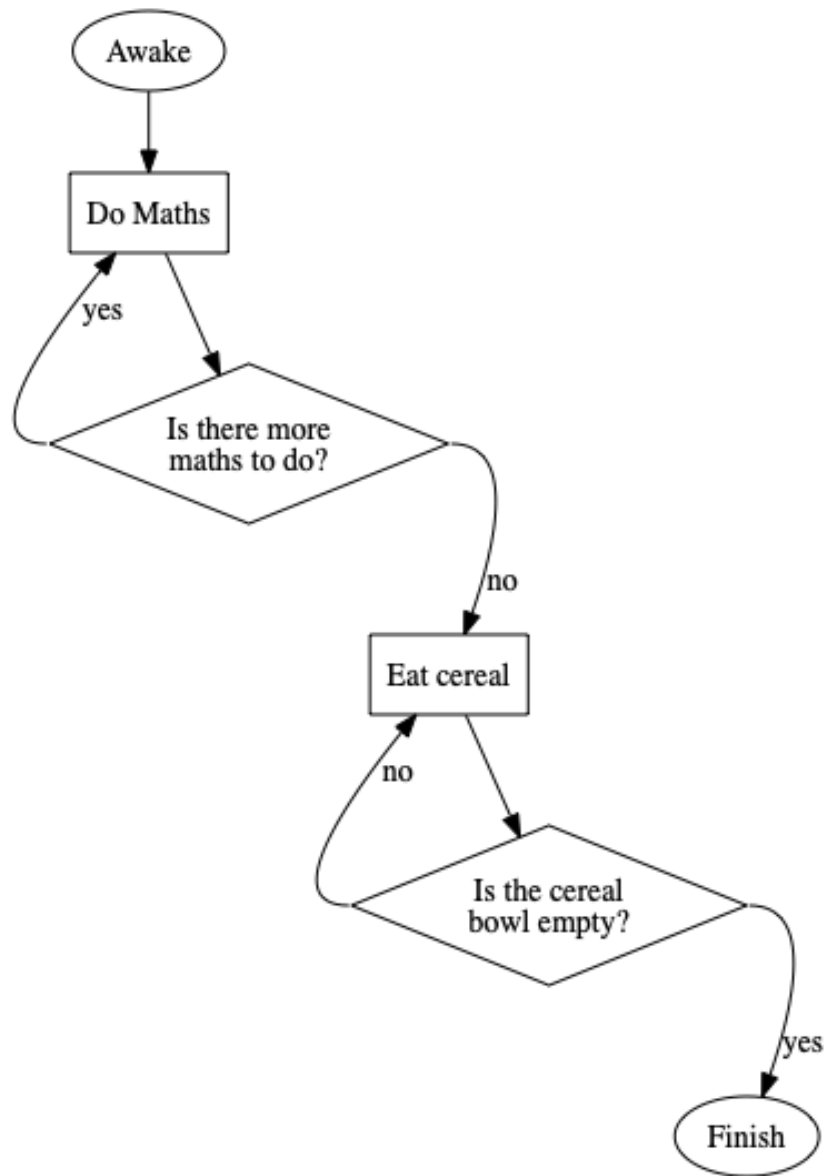 Awake
Do Maths
yes
Is there more
maths to do?
no
Eat cereal
no
Is the cereal
bowl empty?
yes
Finish